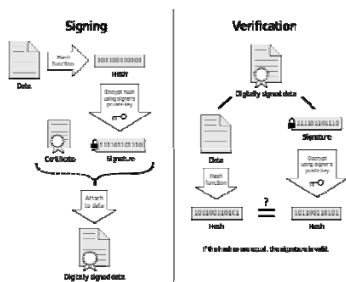 Signing
Data
Hash
function
101100110101
Hash
Encrypt hash
using signer's
private key
Certificate
111101101110
Signature
Attach
to data
Digitally signed data
Verification
Digitally signed data
Data
111101101110
Signature
Hash
function
Decrypt
using signer's
key
?
=
101100110101
Hash
101100110101
Hash
If the hashes are equal, the signature is valid.